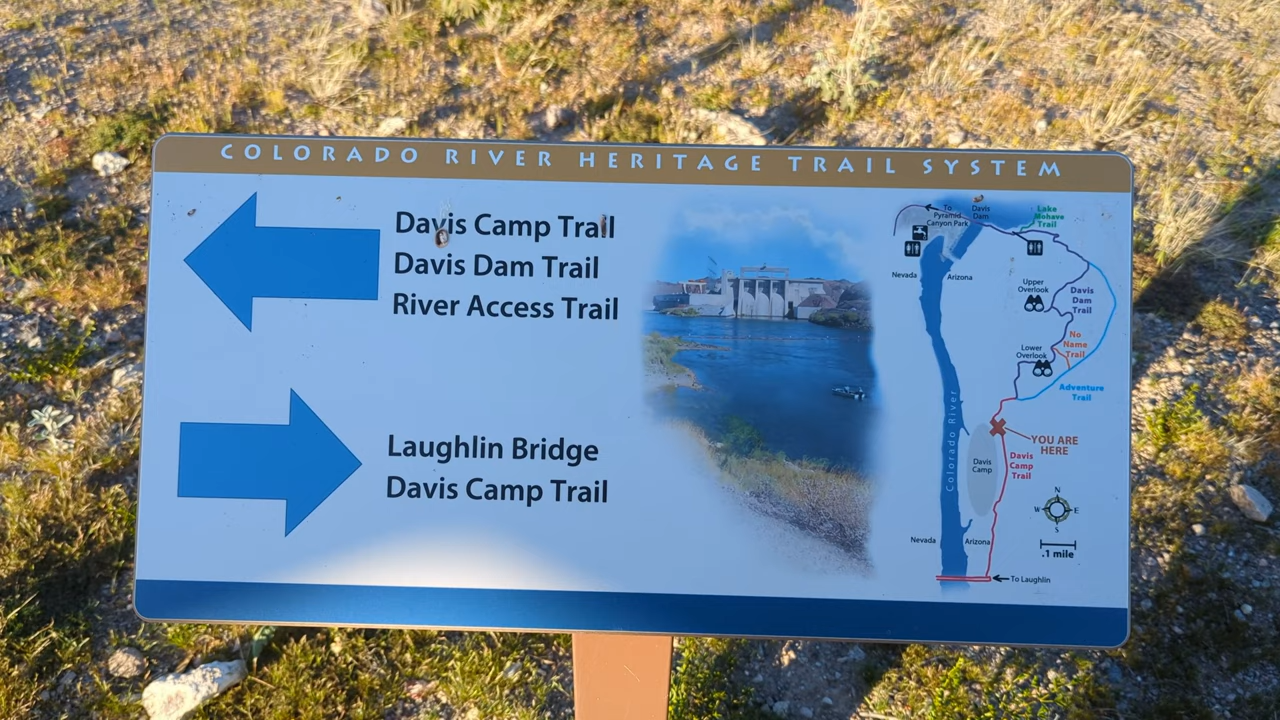 COLORADO RIVER HERITAGE TRAIL SYSTEM
Davis Camp Trail
Davis Dam Trail
River Access Trail
Laughlin Bridge
Davis Camp Trail
To
Pyramid
Canyon Park
Davis
Dam
Lake
Mohave
Trail
Nevada
Arizona
Upper
Overlook
Davis
Dam
Trail
No
Name
Trail
Lower
Overlook
Adventure
Trail
Colorado River
YOU ARE
HERE
Davis
Camp
Davis
Camp
Trail
N
W
E
S
Nevada
Arizona
.1 mile
To Laughlin